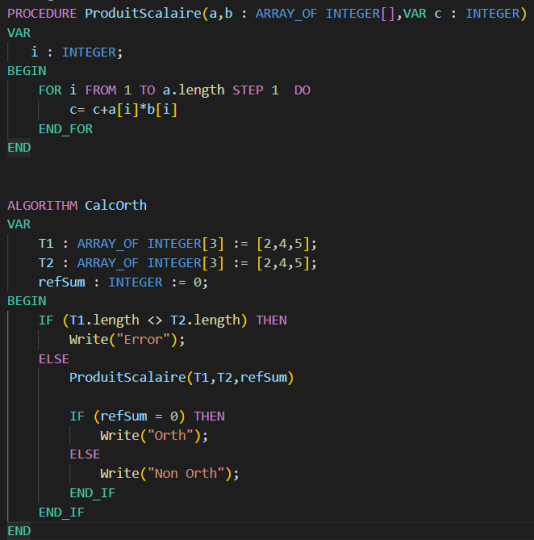 PROCEDURE ProduitScalaire(a,b : ARRAY_OF INTEGER[],VAR c : INTEGER)
VAR
i : INTEGER;
BEGIN
FOR i FROM 1 TO a.length STEP 1  DO
c= c+a[i]*b[i]
END_FOR
END
ALGORITHM CalcOrth
VAR
T1 : ARRAY_OF INTEGER[3] := [2,4,5];
T2 : ARRAY_OF INTEGER[3] := [2,4,5];
refSum : INTEGER := 0;
BEGIN
IF (T1.length <> T2.length) THEN
Write("Error");
ELSE
ProduitScalaire(T1,T2,refSum)
IF (refSum = 0) THEN
Write("Orth");
ELSE
Write("Non Orth");
END_IF
END_IF
END